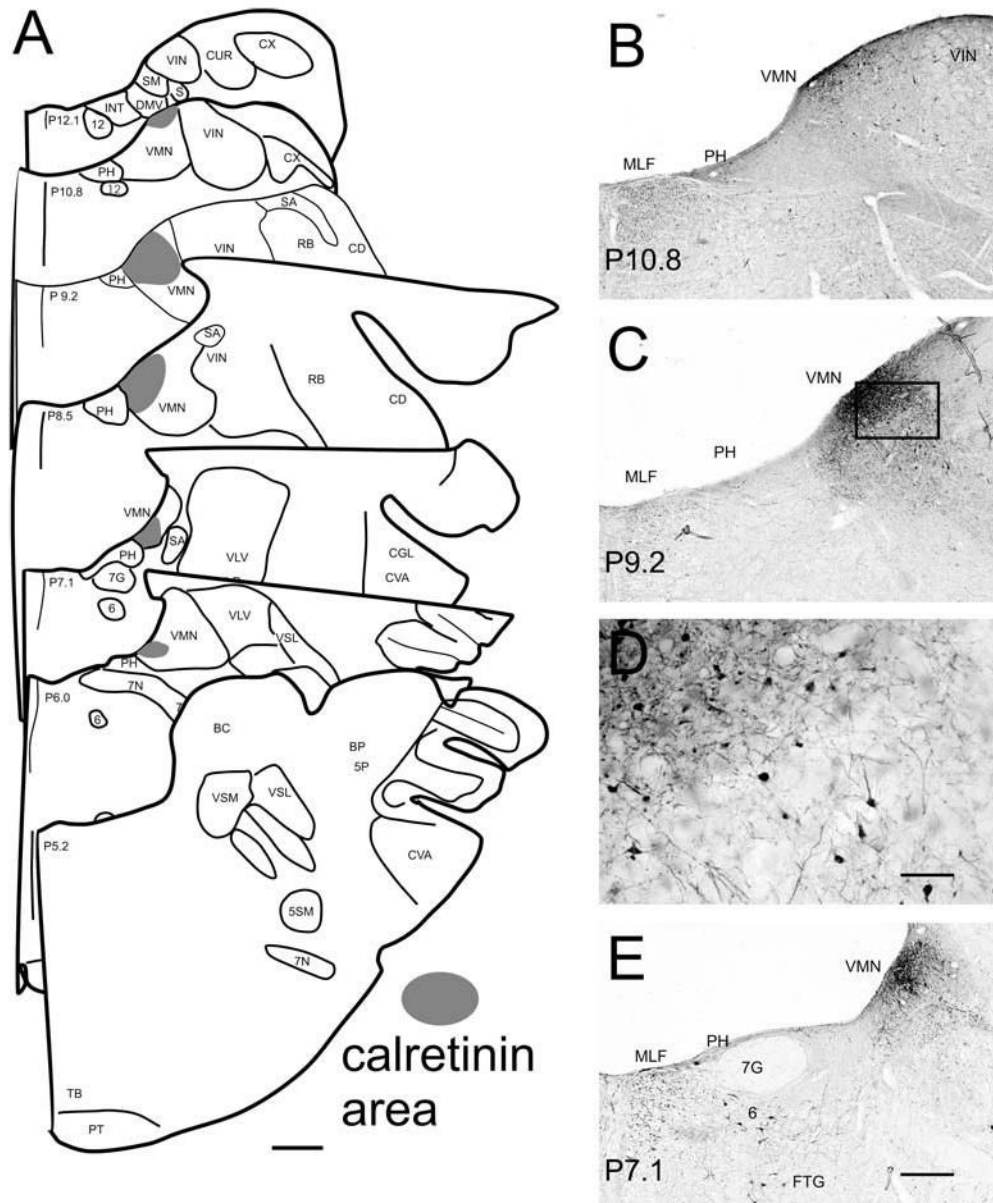 A
CX
VIN
CUR
SM
S
INT
DMV
P12.1
12
VIN
VMN
CX
PH
P10.8
12
SA
VIN
RB
CD
P 9.2
PH
VMN
SA
VIN
RB
CD
P8.5
PH
VMN
VMN
SA
PH
VLV
CGL
CVA
P7.1
7G
6
VLV
VMN
VSL
PH
P6.0
7N
7
6
BC
BP
5P
VSM
VSL
P5.2
CVA
5SM
7N
calretinin
area
TB
PT
B
VMN
VIN
PH
MLF
P10.8
C
VMN
PH
MLF
P9.2
D
E
VMN
PH
MLF
7G
6
P7.1
FTG